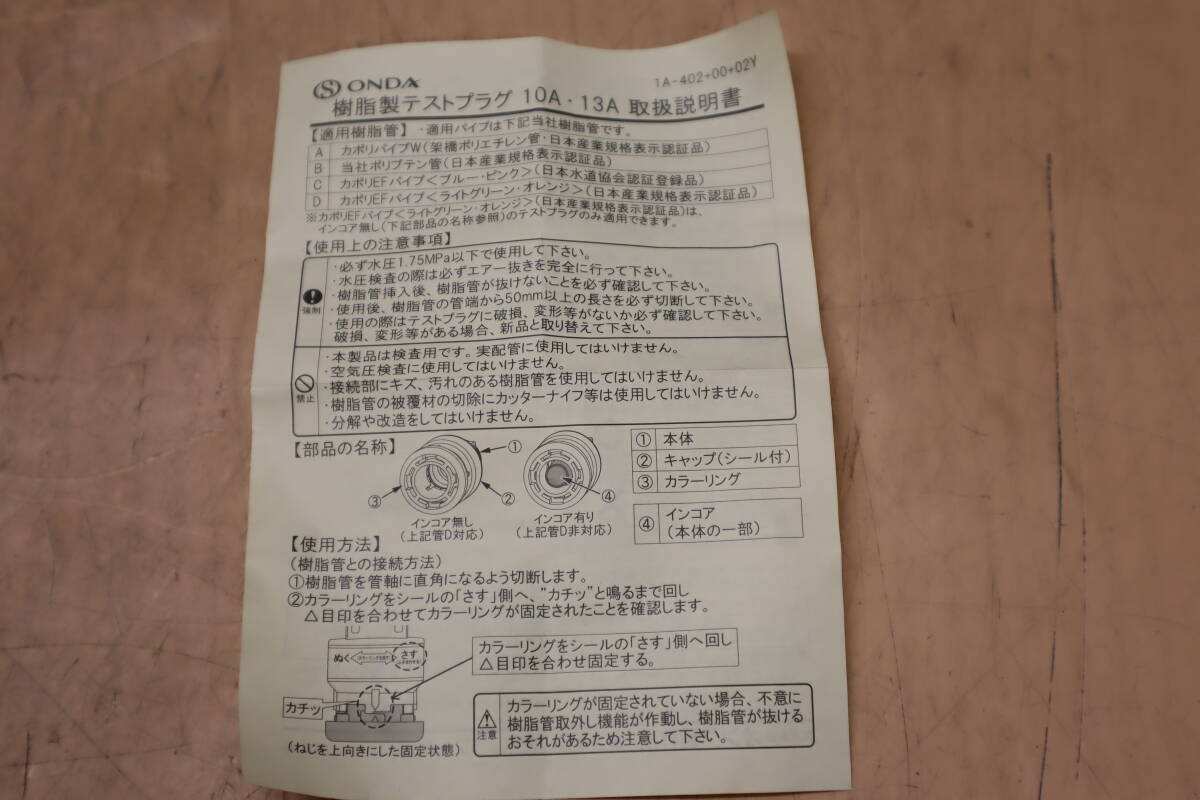 ONDA
1A-402+00+02Y
樹脂製テストプラグ 10A・13A 取扱説明書
【適用樹脂管】・適用パイプは下記当社樹脂管です。
A カポリパイプW(架橋ポリエチレン管・日本産業規格表示認証品)
B 当社ポリブテン管(日本産業規格表示認証品)
C カポリEFパイプ<ブルー・ピンク>(日本水道協会認証登録品)
D カポリEFパイプ<ライトグリーン・オレンジ>(日本産業規格表示認証品)
※カポリEFパイプ<ライトグリーン・オレンジ>(日本産業規格表示認証品)は、
インコア無し(下記部品の名称参照)のテストプラグのみ適用できます。
【使用上の注意事項】
強制
・必ず水圧1.75MPa以下で使用して下さい。
・水圧検査の際は必ずエアー抜きを完全に行って下さい。
・樹脂管挿入後、樹脂管が抜けないことを必ず確認して下さい。
・使用後、樹脂管の管端から50mm以上の長さを必ず切断して下さい。
・使用の際はテストプラグに破損、変形等がないか必ず確認して下さい。
破損、変形等がある場合、新品と取り替えて下さい。
禁止
・本製品は検査用です。実配管に使用してはいけません。
・空気圧検査に使用してはいけません。
・接続部にキズ、汚れのある樹脂管を使用してはいけません。
・樹脂管の被覆材の切除にカッターナイフ等は使用してはいけません。
・分解や改造をしてはいけません。
【部品の名称】
①
②
③
④
インコア無し
(上記管D対応)
インコア有り
(上記管D非対応)
① 本体
② キャップ(シール付)
③ カラーリング
④ インコア
(本体の一部)
【使用方法】
(樹脂管との接続方法)
①樹脂管を管軸に直角になるよう切断します。
②カラーリングをシールの「さす」側へ、"カチッ"と鳴るまで回し
△目印を合わせてカラーリングが固定されたことを確認します。
ぬく
さす
カチッ
カラーリングをシールの「さす」側へ回し
△目印を合わせ固定する。
(ねじを上向きにした固定状態)
注意
カラーリングが固定されていない場合、不意に
樹脂管取外し機能が作動し、樹脂管が抜ける
おそれがあるため注意して下さい。